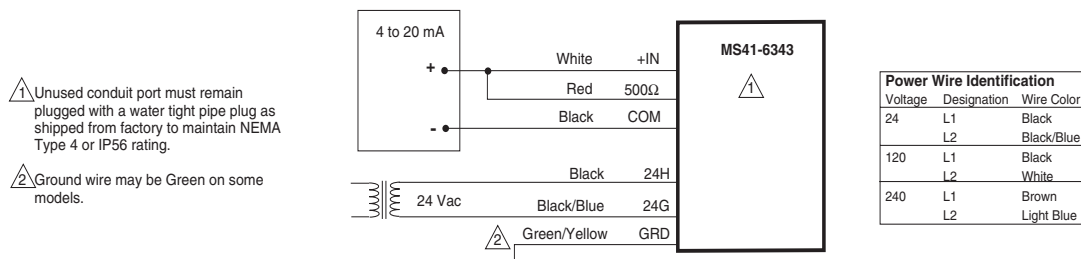 1 Unused conduit port must remain
plugged with a water tight pipe plug as
shipped from factory to maintain NEMA
Type 4 or IP56 rating.
2 Ground wire may be Green on some
models.
4 to 20 mA
+
-
White +IN
Red 500Ω
Black COM
MS41-6343
1
24 Vac
Black 24H
Black/Blue 24G
2 Green/Yellow GRD
Power Wire Identification
Voltage Designation Wire Color
24 L1 Black
L2 Black/Blue
120 L1 Black
L2 White
240 L1 Brown
L2 Light Blue